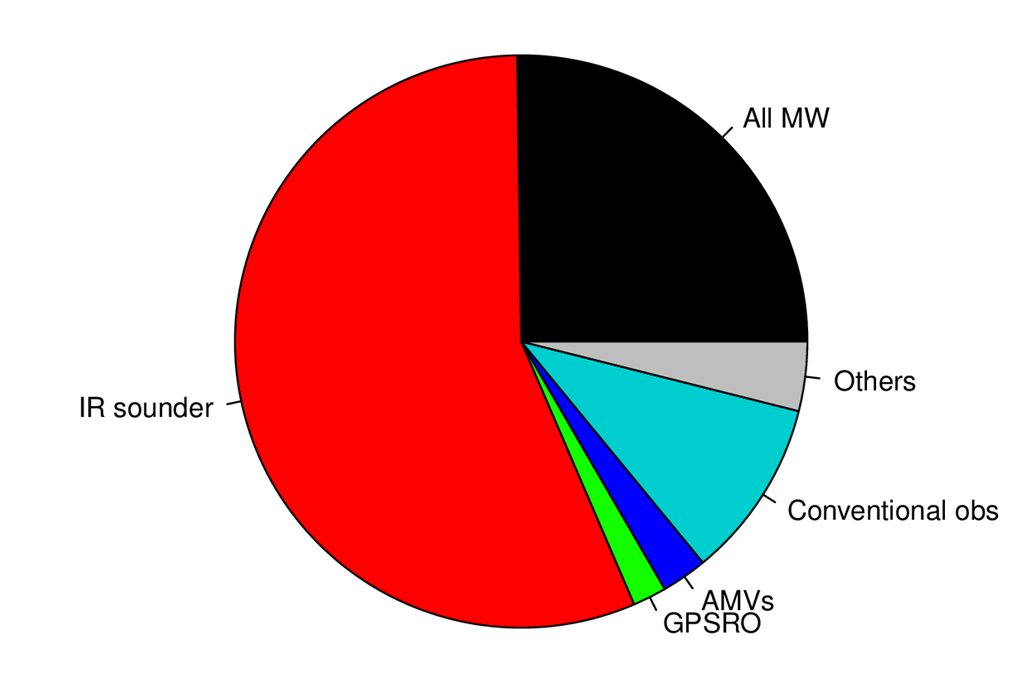 All MW
Others
IR sounder
Conventional obs
AMVs
GPSRO